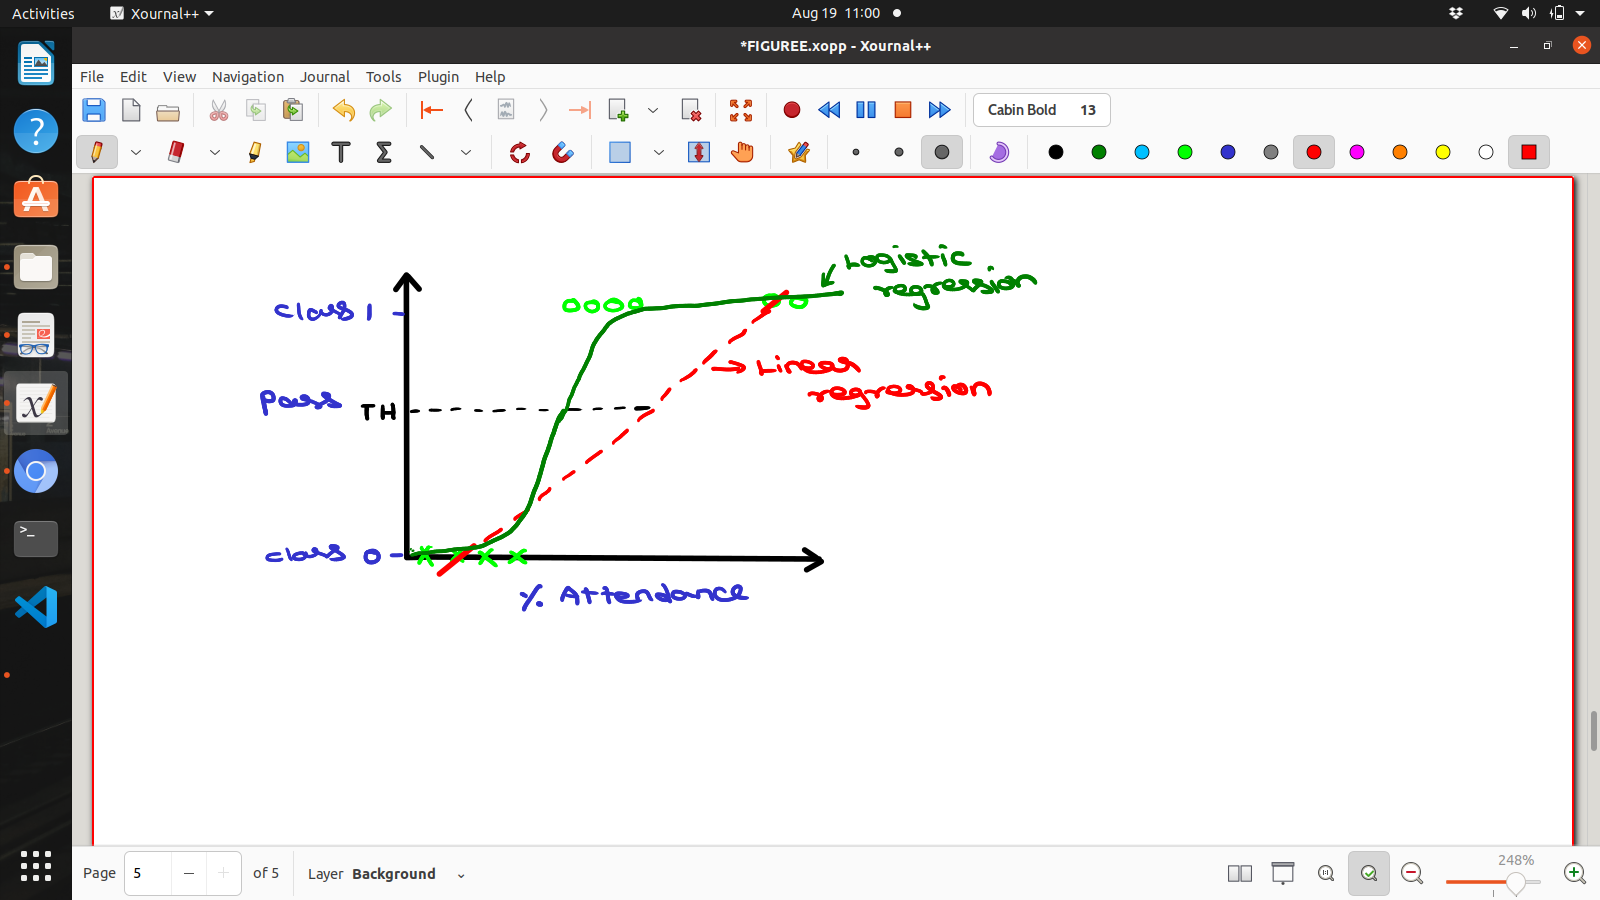 Activities
Xournal++
Aug 19 11:00
*FIGUREE.xopp - Xournal++
File Edit View Navigation Journal Tools Plugin Help
Cabin Bold 13
Logistic
regression
class 1
Linear
regression
Pass
TH
class 0
% Attendance
Page 5 of 5 Layer Background
248%